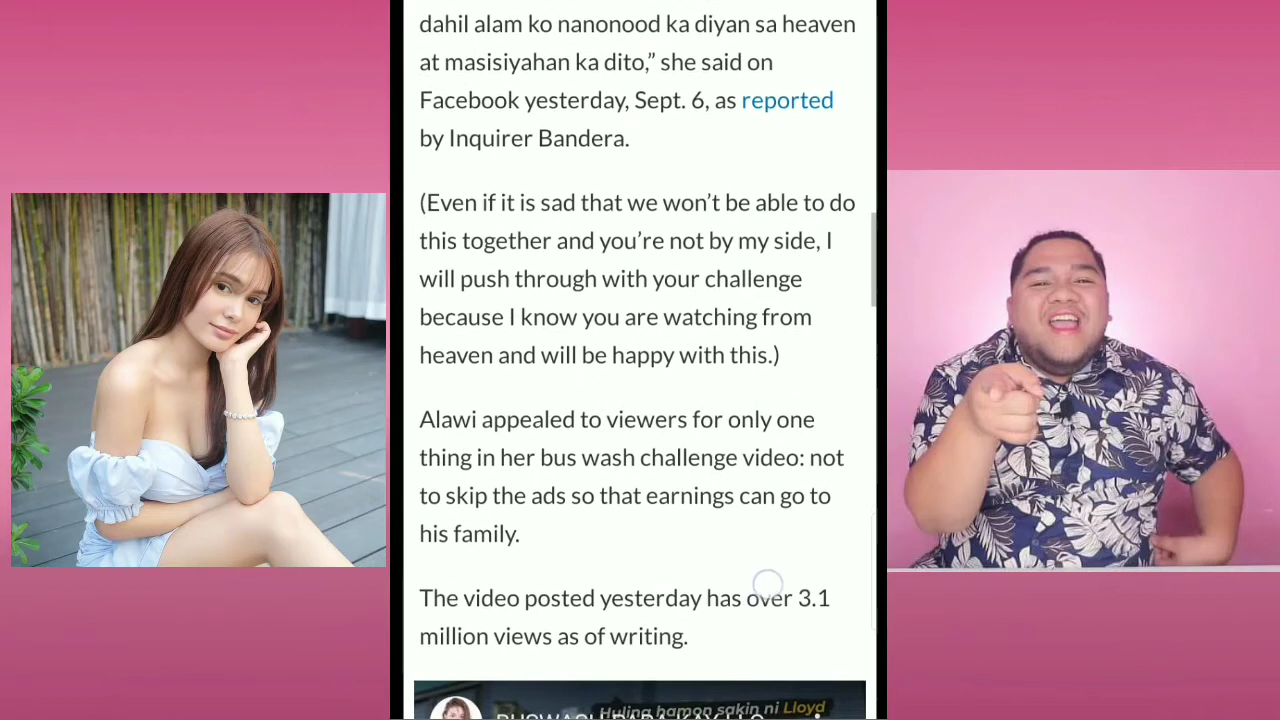 dahil alam ko nanonood ka diyan sa heaven
at masisiyahan ka dito,” she said on
Facebook yesterday, Sept. 6, as reported
by Inquirer Bandera.
(Even if it is sad that we won’t be able to do
this together and you’re not by my side, I
will push through with your challenge
because I know you are watching from
heaven and will be happy with this.)
Alawi appealed to viewers for only one
thing in her bus wash challenge video: not
to skip the ads so that earnings can go to
his family.
The video posted yesterday has over 3.1
million views as of writing.
Huling hamon sakin ni Lloyd